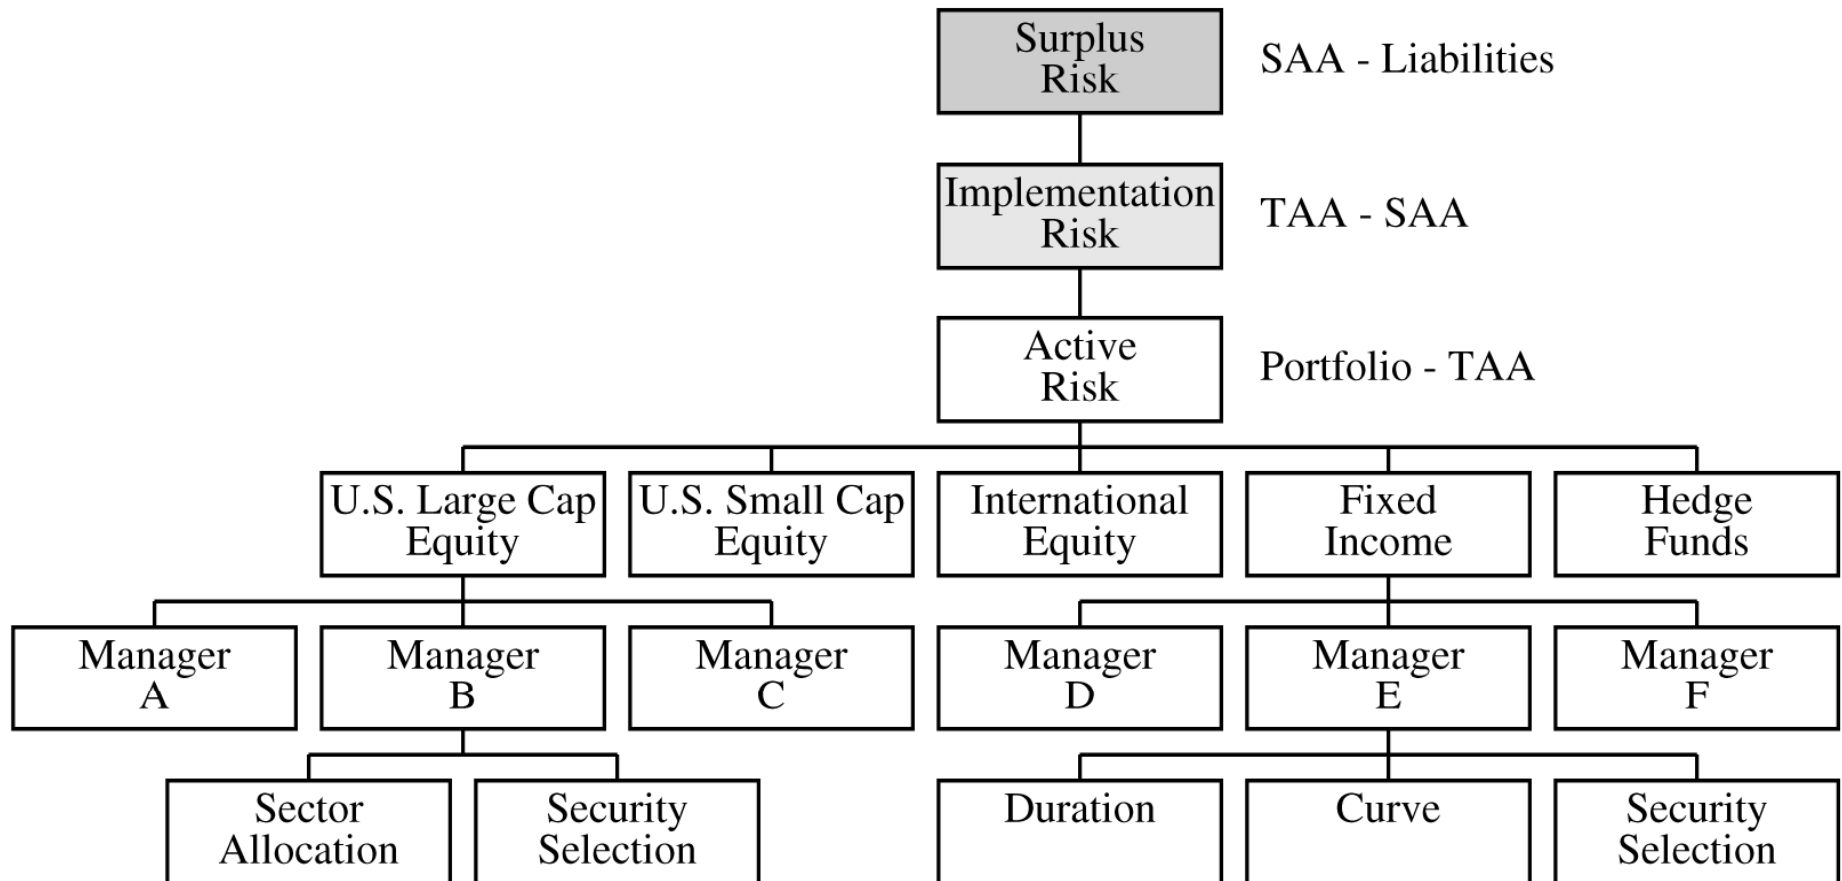 Surplus
Risk
SAA - Liabilities
Implementation
Risk
TAA - SAA
Active
Risk
Portfolio - TAA
U.S. Large Cap
Equity
U.S. Small Cap
Equity
International
Equity
Fixed
Income
Hedge
Funds
Manager
A
Manager
B
Manager
C
Manager
D
Manager
E
Manager
F
Sector
Allocation
Security
Selection
Duration
Curve
Security
Selection